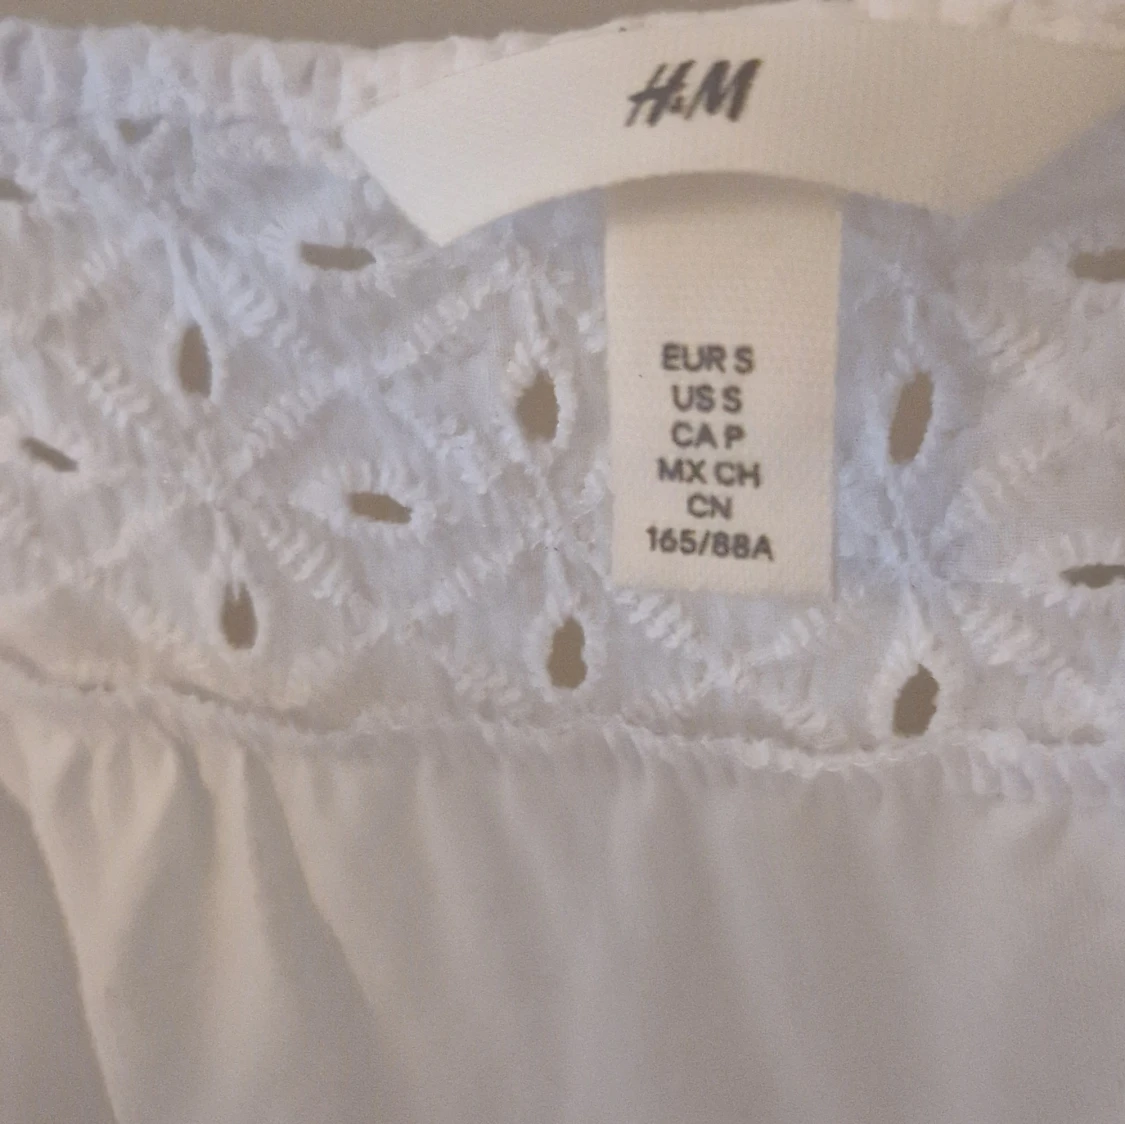 H&M
EUR S
US S
CA P
MX CH
CN
165/88A